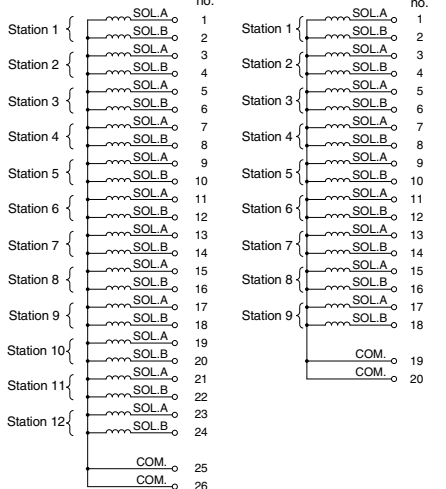 no.
SOL.A 1
Station 1 SOL.B 2
SOL.A 3
Station 2 SOL.B 4
SOL.A 5
Station 3 SOL.B 6
SOL.A 7
Station 4 SOL.B 8
SOL.A 9
Station 5 SOL.B 10
SOL.A 11
Station 6 SOL.B 12
SOL.A 13
Station 7 SOL.B 14
SOL.A 15
Station 8 SOL.B 16
SOL.A 17
Station 9 SOL.B 18
SOL.A 19
Station 10 SOL.B 20
SOL.A 21
Station 11 SOL.B 22
SOL.A 23
Station 12 SOL.B 24
COM. 25
COM. 26
no.
SOL.A 1
Station 1 SOL.B 2
SOL.A 3
Station 2 SOL.B 4
SOL.A 5
Station 3 SOL.B 6
SOL.A 7
Station 4 SOL.B 8
SOL.A 9
Station 5 SOL.B 10
SOL.A 11
Station 6 SOL.B 12
SOL.A 13
Station 7 SOL.B 14
SOL.A 15
Station 8 SOL.B 16
SOL.A 17
Station 9 SOL.B 18
COM. 19
COM. 20